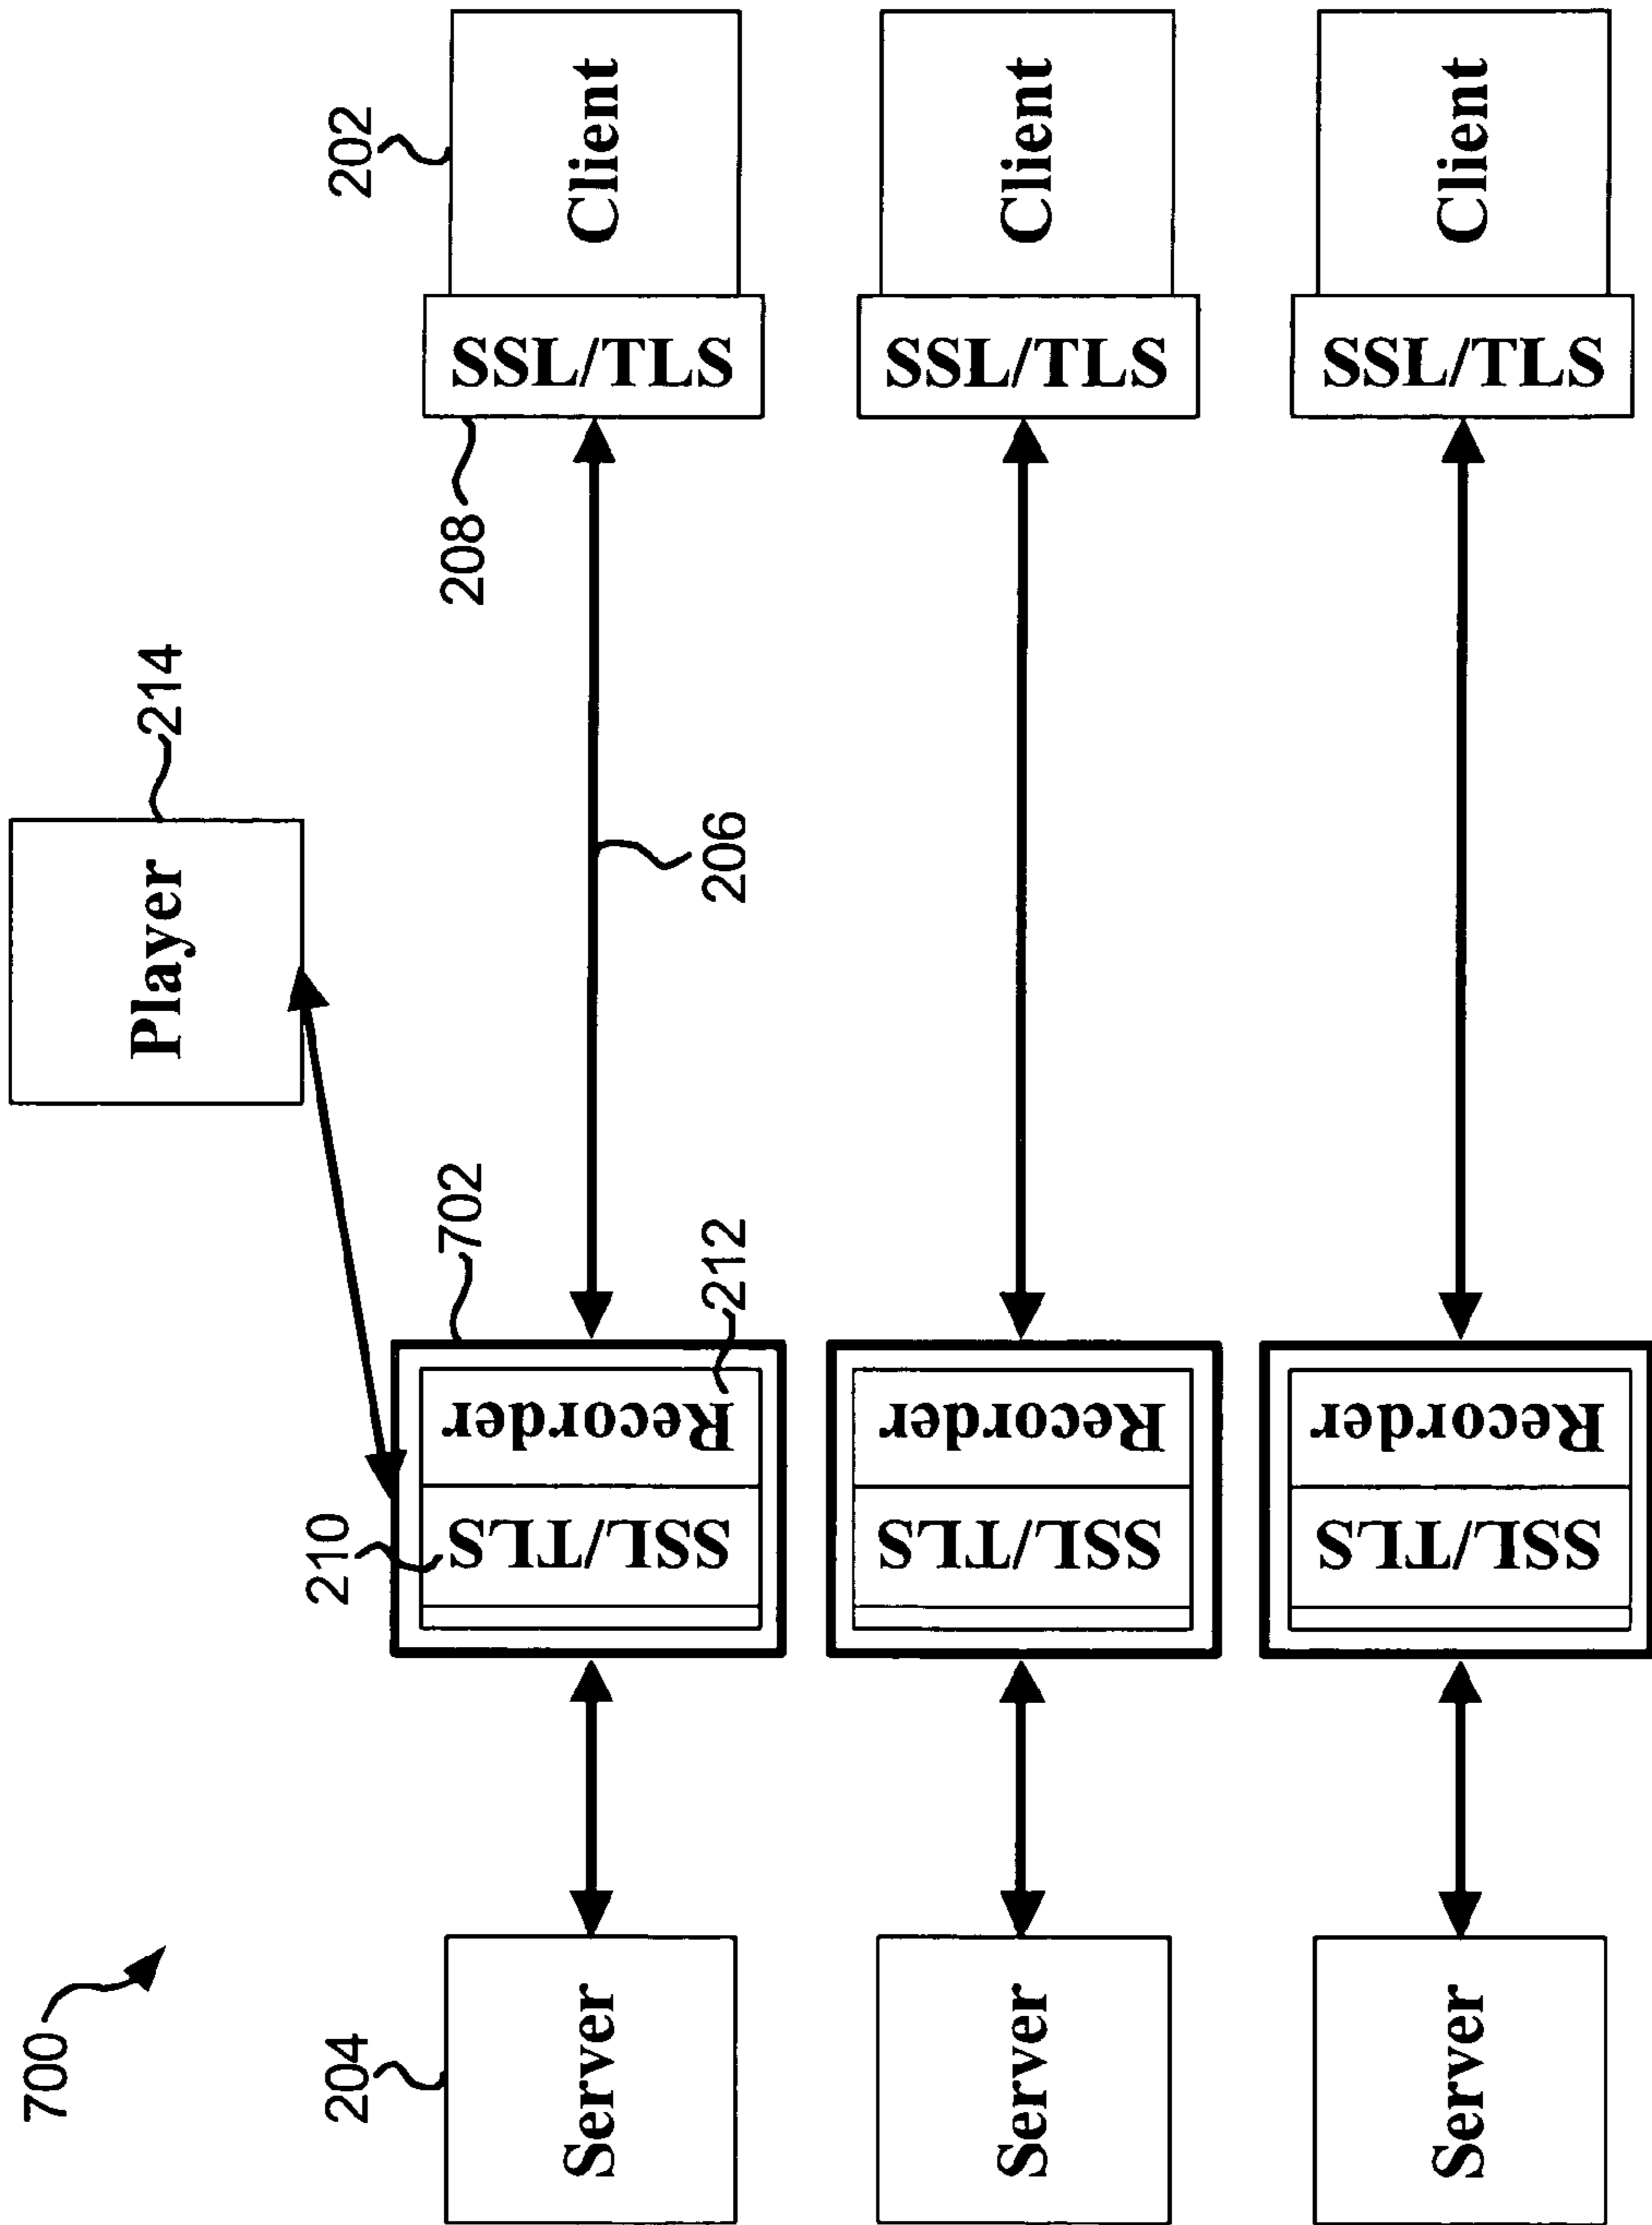 700
Player
214
204
210
702
208
202
Server
SSL/TLS
Recorder
212
206
SSL/TLS
Client
Server
SSL/TLS
Recorder
SSL/TLS
Client
Server
SSL/TLS
Recorder
SSL/TLS
Client